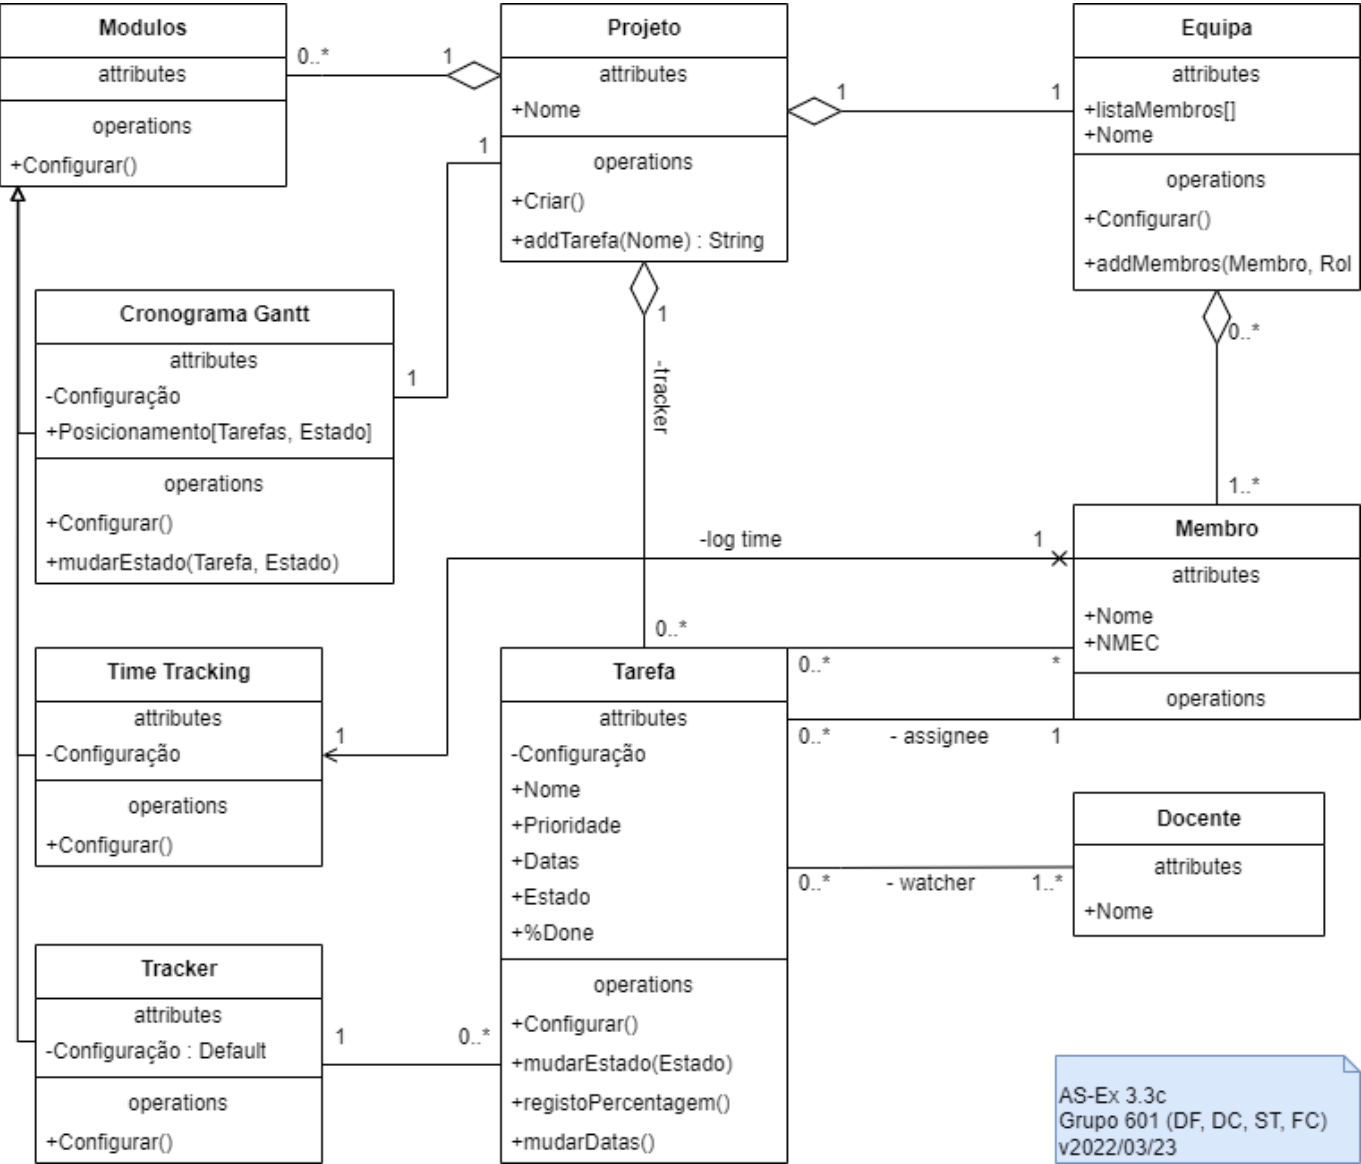 Modulos
attributes
operations
+Configurar()
0..*
1
Projeto
attributes
+Nome
operations
+Criar()
+addTarefa(Nome) : String
1
1
Equipa
attributes
+listaMembros[]
+Nome
operations
+Configurar()
+addMembros(Membro, Rol
1
1
Cronograma Gantt
attributes
-Configuração
+Posicionamento[Tarefas, Estado]
operations
+Configurar()
+mudarEstado(Tarefa, Estado)
1
-tracker
0..*
0..*
1..*
-log time
1
1
Membro
attributes
+Nome
+NMEC
operations
Time Tracking
attributes
-Configuração
operations
+Configurar()
Tarefa
attributes
-Configuração
+Nome
+Prioridade
+Datas
+Estado
+%Done
operations
+Configurar()
+mudarEstado(Estado)
+registoPercentagem()
+mudarDatas()
0..*
*
0..*
- assignee
1
0..*
- watcher
1..*
Docente
attributes
+Nome
Tracker
attributes
-Configuração : Default
operations
+Configurar()
1
0..*
AS-Ex 3.3c
Grupo 601 (DF, DC, ST, FC)
v2022/03/23